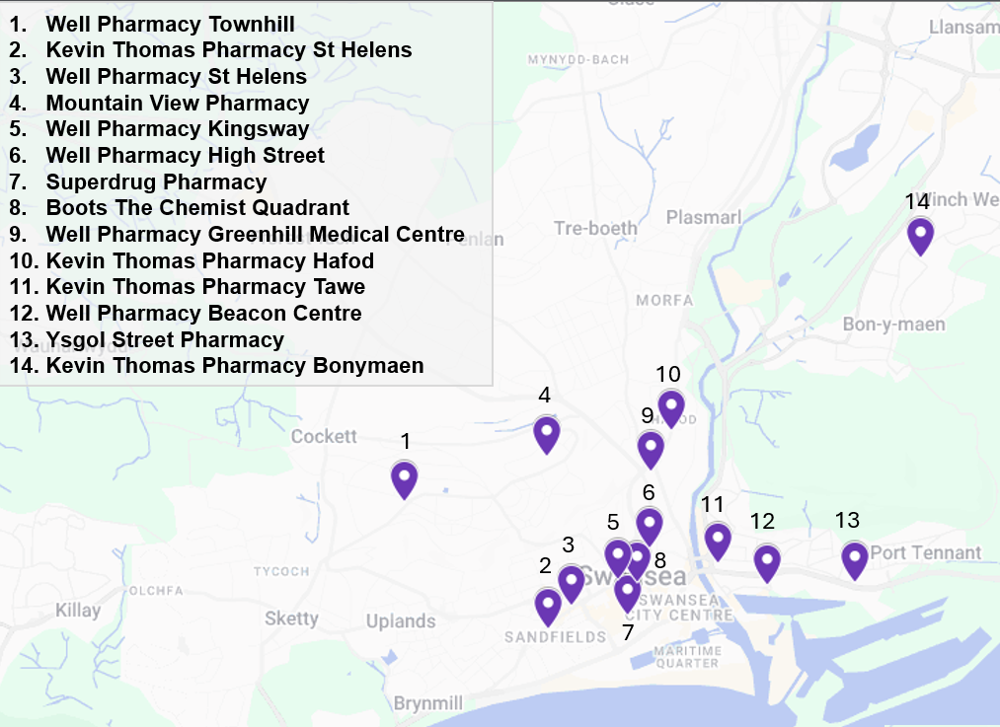 1. Well Pharmacy Townhill
2. Kevin Thomas Pharmacy St Helens
3. Well Pharmacy St Helens
4. Mountain View Pharmacy
5. Well Pharmacy Kingsway
6. Well Pharmacy High Street
7. Superdrug Pharmacy
8. Boots The Chemist Quadrant
9. Well Pharmacy Greenhill Medical Centre
10. Kevin Thomas Pharmacy Hafod
11. Kevin Thomas Pharmacy Tawe
12. Well Pharmacy Beacon Centre
13. Ysgol Street Pharmacy
14. Kevin Thomas Pharmacy Bonymaen
Llansam
MYNYDD-BACH
14
Winch We
Plasmarl
Tre-boeth
MORFA
Bon-y-maen
10
4
9
Cockett
1
6
11
5
12
13
3
Port Tennant
8
2
Swansea
TYCOCH
OLCHFA
SWANSEA
CITY CENTRE
Killay
Sketty
Uplands
7
SANDFIELDS
MARITIME
QUARTER
Brynmill